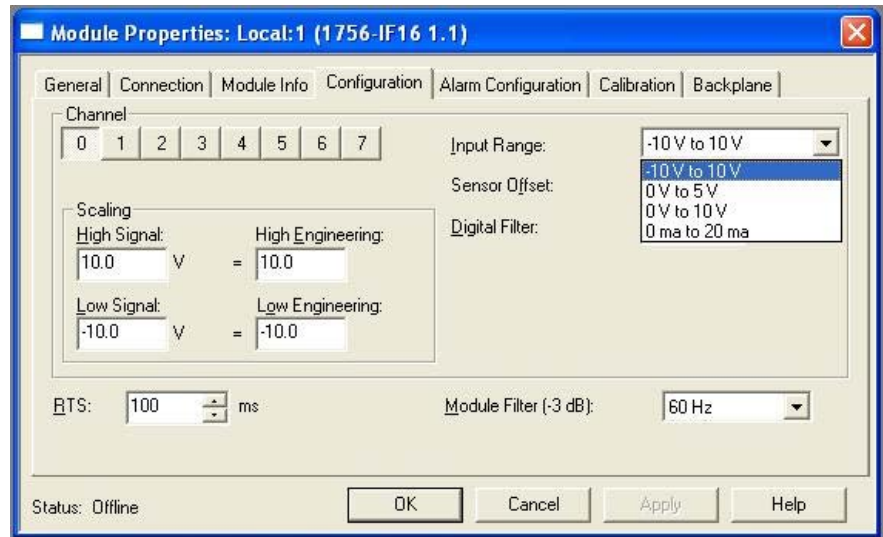 Module Properties: Local:1 (1756-IF16 1.1)
General Connection Module Info Configuration Alarm Configuration Calibration Backplane
Channel
0 1 2 3 4 5 6 7
Input Range: -10 V to 10 V
-10 V to 10 V
0 V to 5 V
0 V to 10 V
0 ma to 20 ma
Sensor Offset:
Digital Filter:
Scaling
High Signal: High Engineering:
10.0 V = 10.0
Low Signal: Low Engineering:
-10.0 V = -10.0
RTS: 100 ms
Module Filter (-3 dB): 60 Hz
Status: Offline
OK Cancel Apply Help